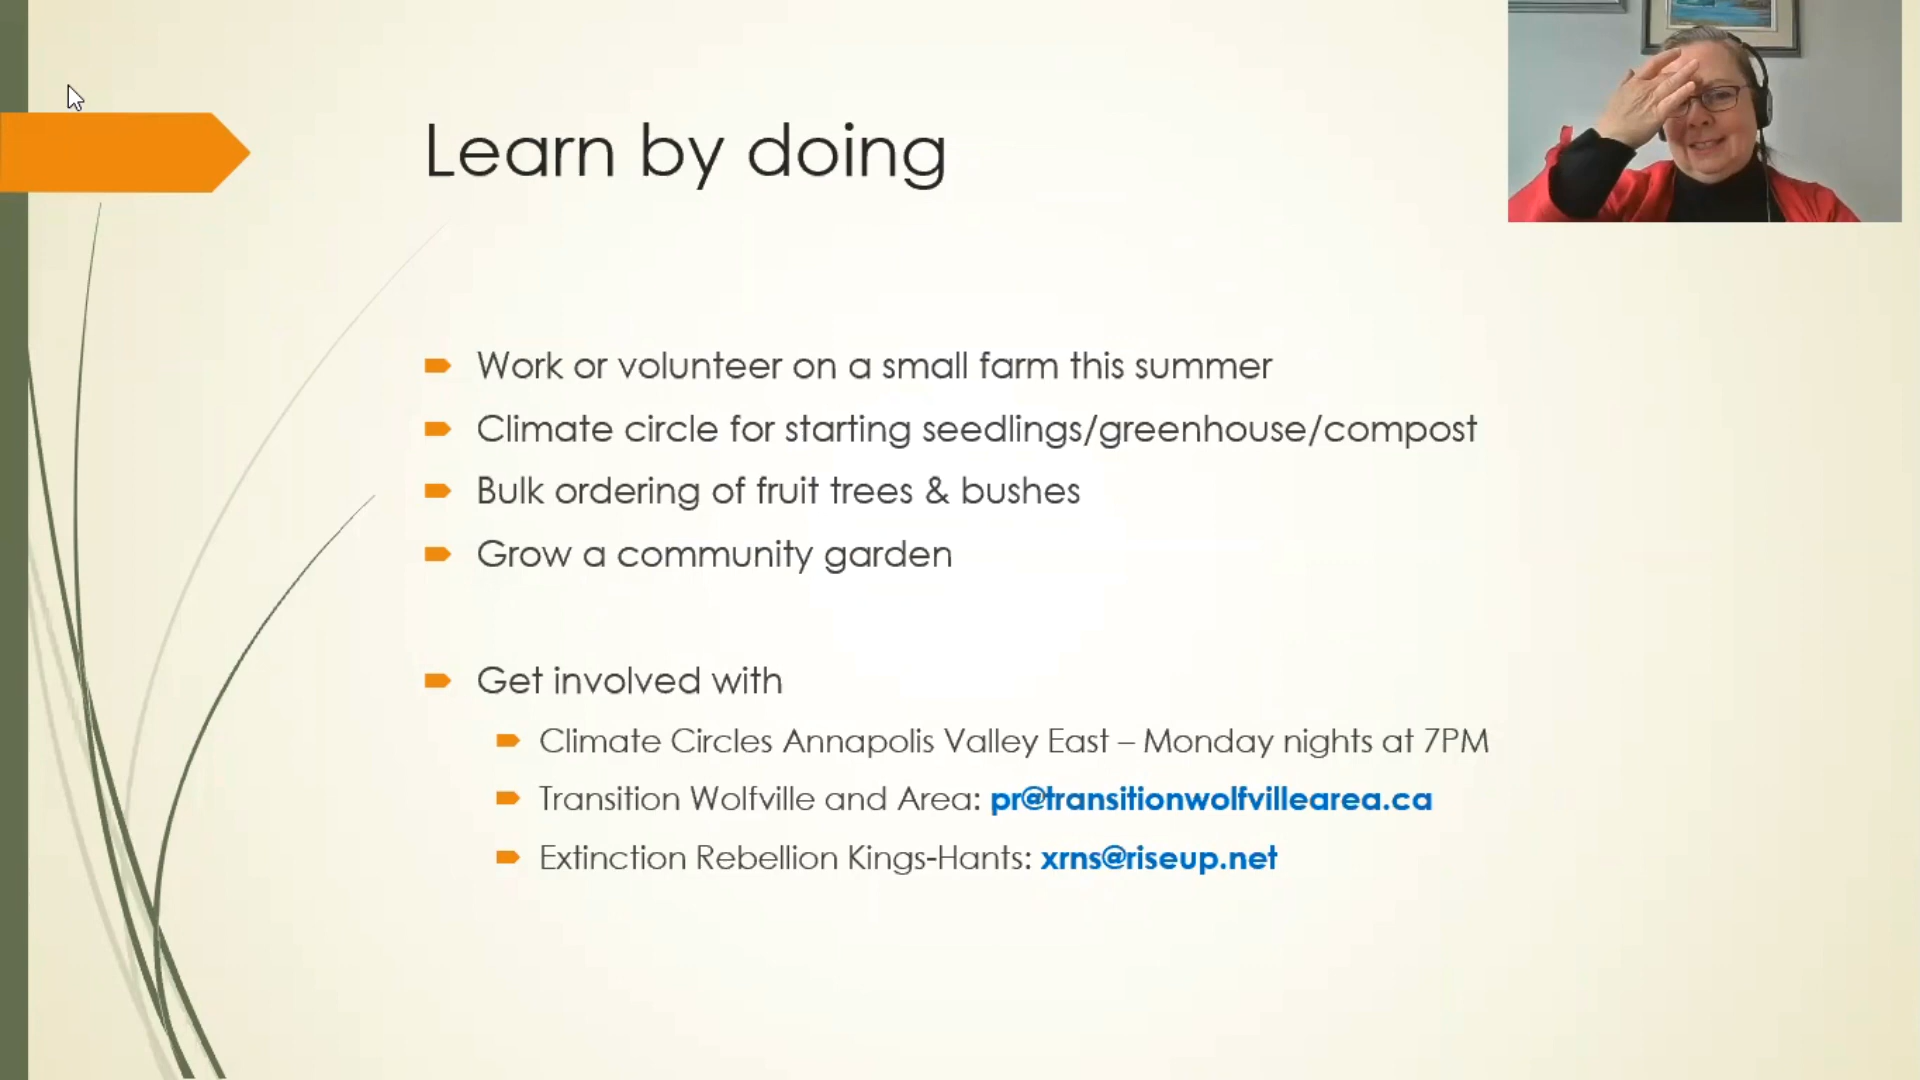 Learn by doing
Work or volunteer on a small farm this summer
Climate circle for starting seedlings/greenhouse/compost
Bulk ordering of fruit trees & bushes
Grow a community garden
Get involved with
Climate Circles Annapolis Valley East – Monday nights at 7PM
Transition Wolfville and Area: pr@transitionwolfvillearea.ca
Extinction Rebellion Kings-Hants: xrns@riseup.net